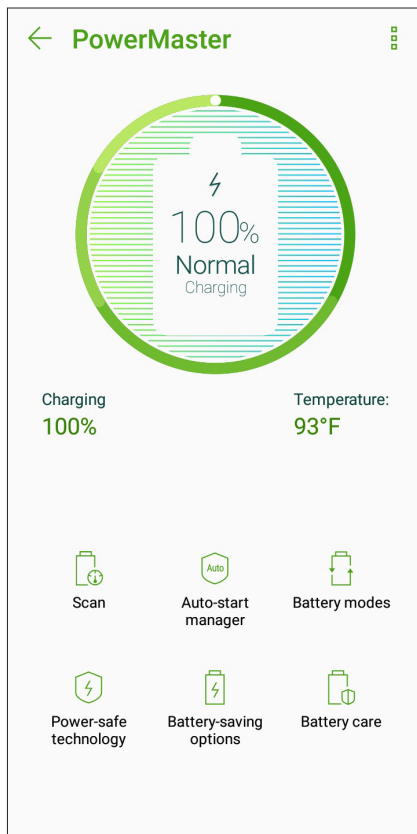 PowerMaster
100%
Normal
Charging
Charging
Temperature:
100%
93°F
Auto
Scan
Auto-start
manager
Battery modes
Power-safe
technology
Battery-saving
options
Battery care